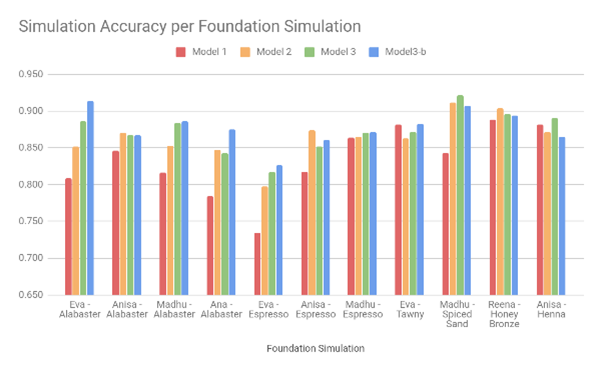 Simulation Accuracy per Foundation Simulation
Model 1 Model 2 Model 3 Model3-b
0.950
0.900
0.850
0.800
0.750
0.700
0.650
Eva - Anisa - Madhu - Ana - Eva - Anisa - Madhu - Eva - Madhu - Reena - Anisa -
Alabaster Alabaster Alabaster Alabaster Espresso Espresso Espresso Tawny Spiced Honey Henna
Sand Bronze
Foundation Simulation